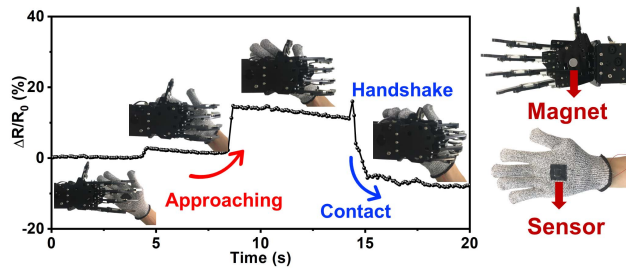 40
20
0
-20
ΔR/R₀ (%)
0
5
10
15
20
Time (s)
Approaching
Handshake
Contact
Magnet
Sensor